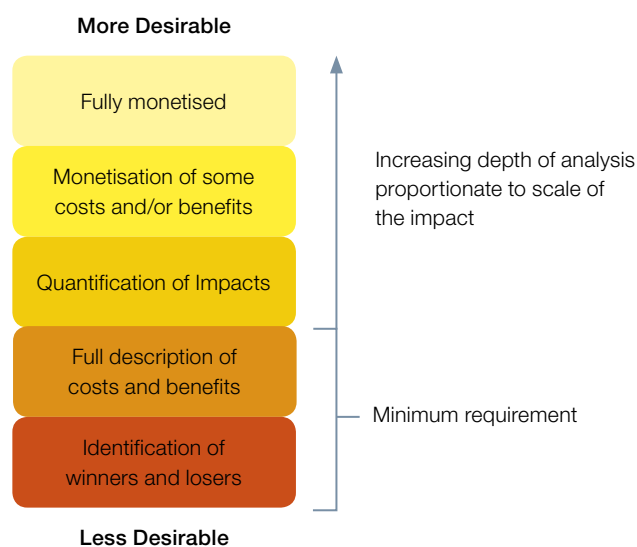 More Desirable
Fully monetised
Monetisation of some
costs and/or benefits
Increasing depth of analysis
proportionate to scale of
the impact
Quantification of Impacts
Full description of
costs and benefits
Minimum requirement
Identification of
winners and losers
Less Desirable